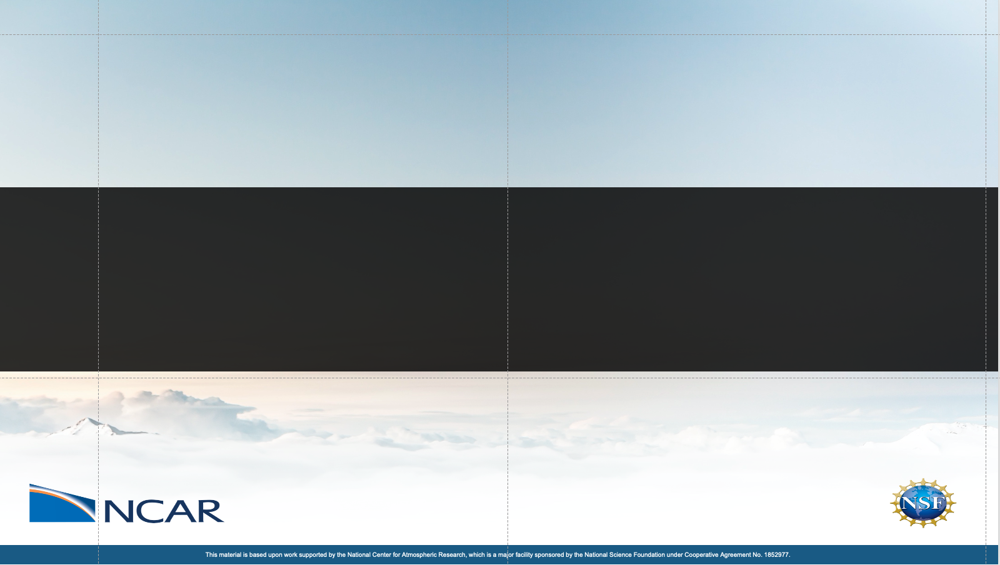 NCAR
NSF
This material is based upon work supported by the National Center for Atmospheric Research, which is a major facility sponsored by the National Science Foundation under Cooperative Agreement No. 1852977.